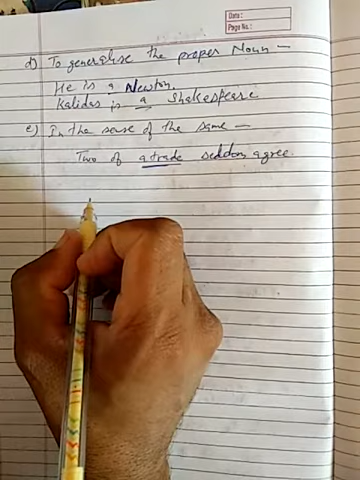 Date:
Page No.:
d) To generalise the proper Noun -
He is a Newton.
Kalidas is a Shakespeare
e) In the sense of the same -
Two of a trade seldom agree.